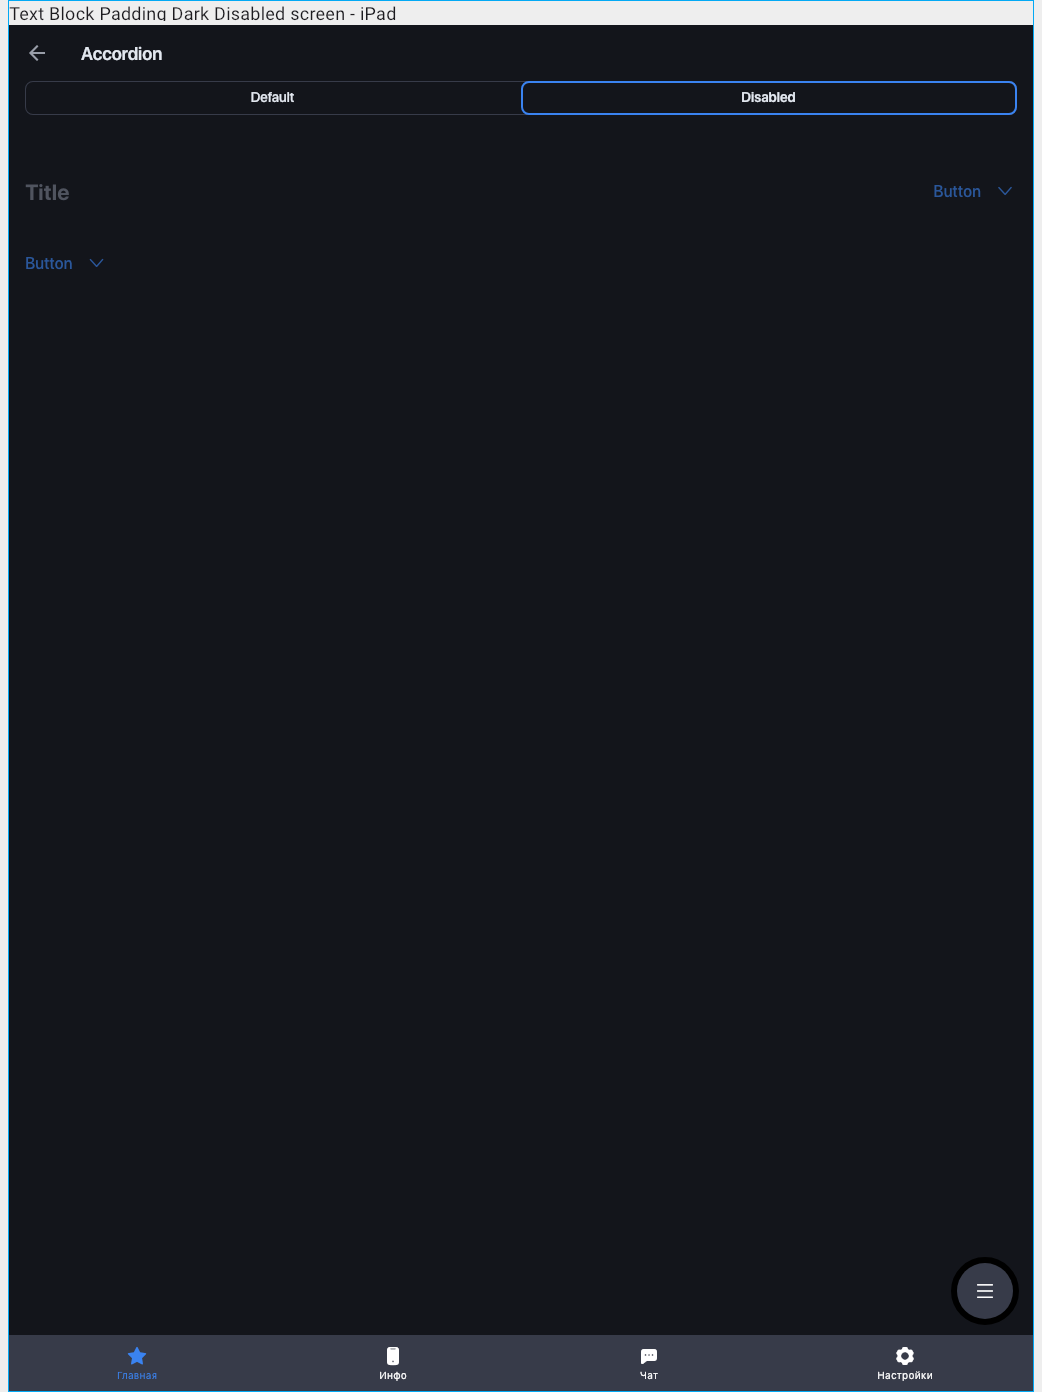 Text Block Padding Dark Disabled screen - iPad
Accordion
Default Disabled
Title Button
Button
Главная Инфо Чат Настройки